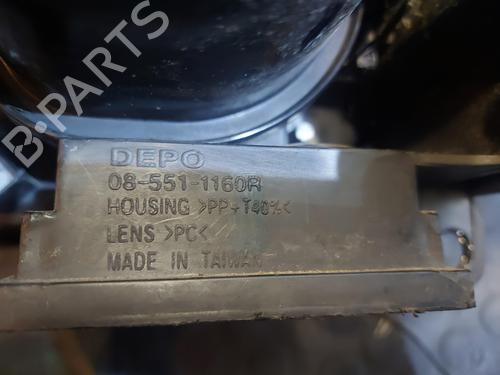 DEPO
08-551-1160R
HOUSING >PP+T40%<
LENS >PC<
MADE IN TAIWAN
B-PARTS